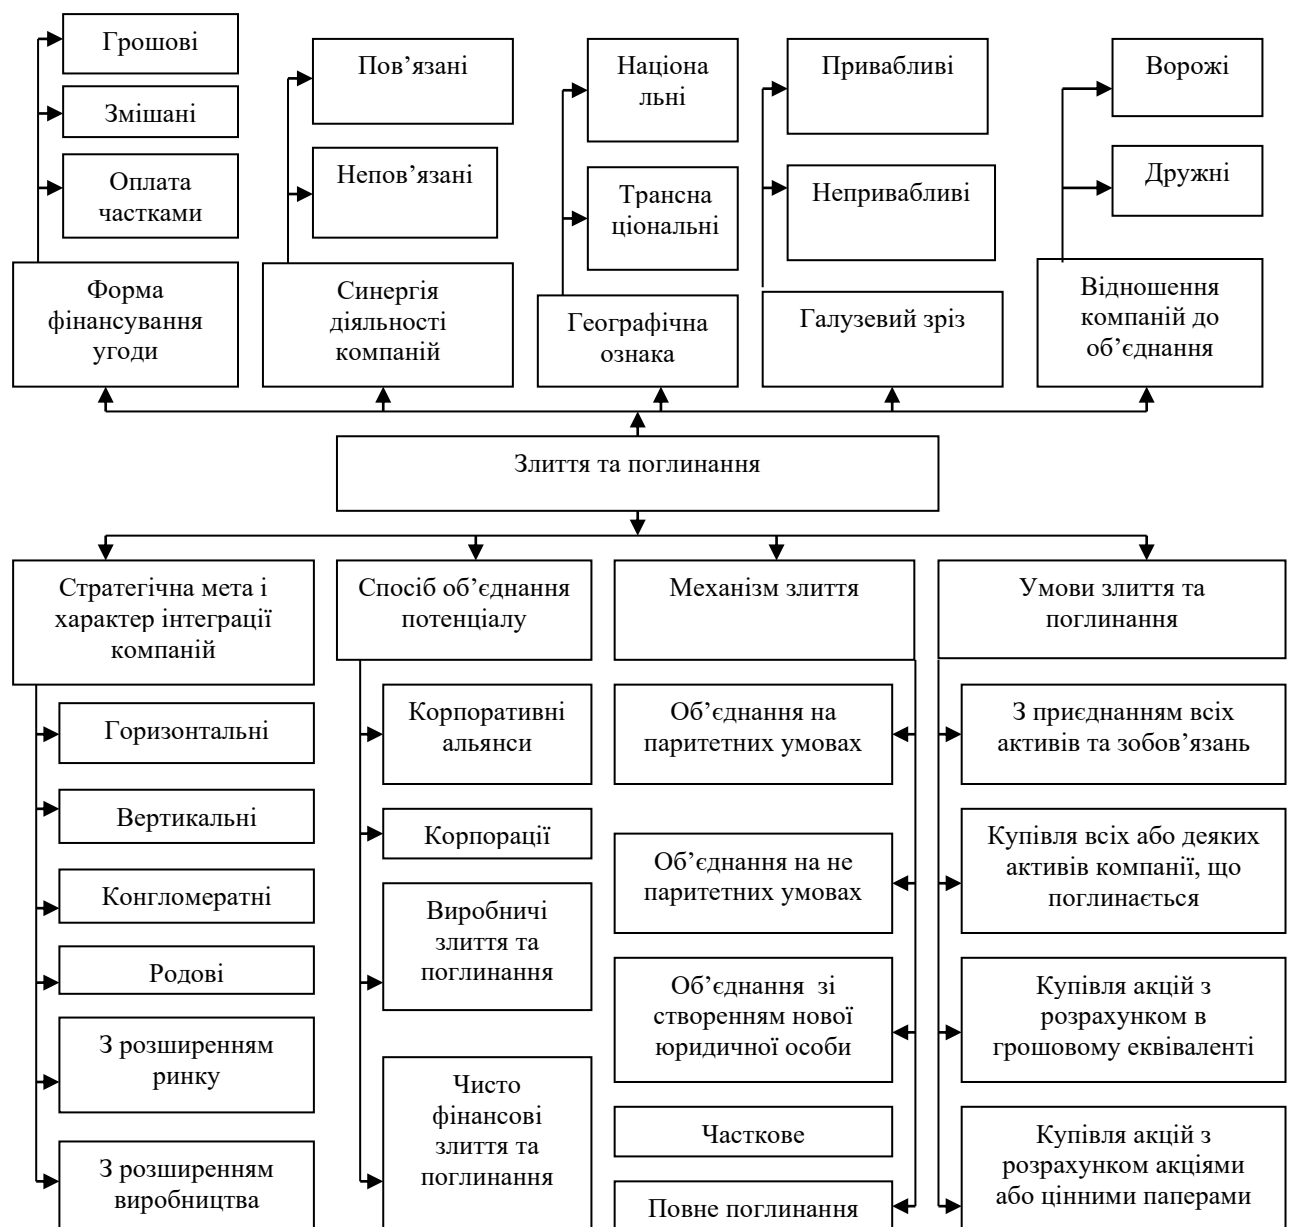 Грошові
Змішані
Оплата
частками
Форма
фінансування
угоди
Пов’язані
Непов’язані
Синергія
діяльності
компаній
Націона
льні
Трансна
ціональні
Географічна
ознака
Привабливі
Непривабливі
Галузевий зріз
Ворожі
Дружні
Відношення
компаній до
об’єднання
Злиття та поглинання
Стратегічна мета і
характер інтеграції
компаній
Горизонтальні
Вертикальні
Конгломератні
Родові
З розширенням
ринку
З розширенням
виробництва
Спосіб об’єднання
потенціалу
Корпоративні
альянси
Корпорації
Виробничі
злиття та
поглинання
Чисто
фінансові
злиття та
поглинання
Механізм злиття
Об’єднання на
паритетних умовах
Об’єднання на не
паритетних умовах
Об’єднання зі
створенням нової
юридичної особи
Часткове
Повне поглинання
Умови злиття та
поглинання
З приєднанням всіх
активів та зобов’язань
Купівля всіх або деяких
активів компанії, що
поглинається
Купівля акцій з
розрахунком в
грошовому еквіваленті
Купівля акцій з
розрахунком акціями
або цінними паперами